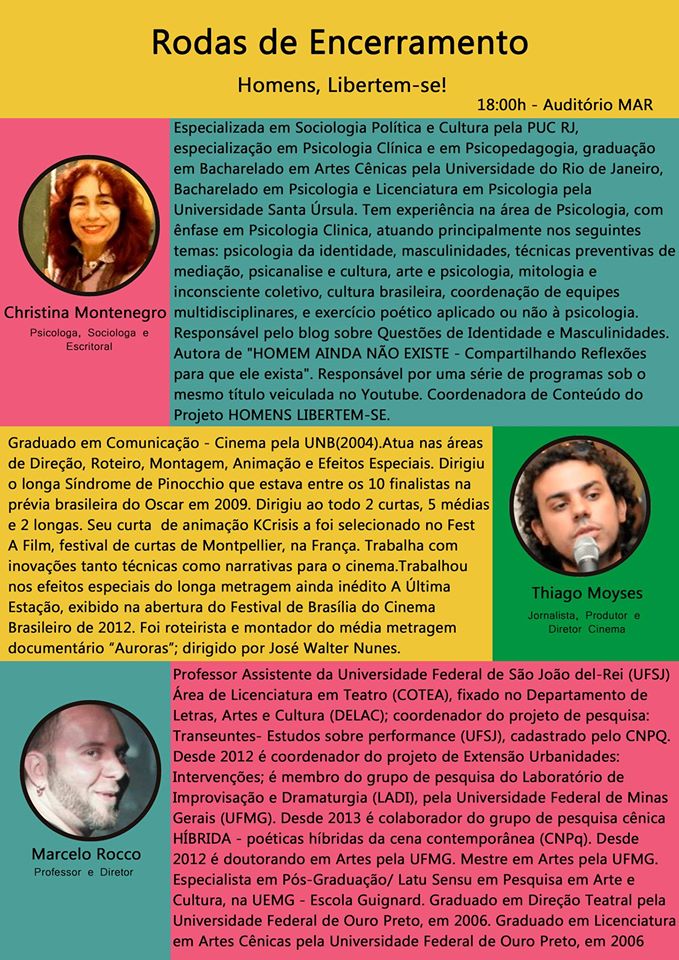 Rodas de Encerramento
Homens, Libertem-se!
18:00h - Auditório MAR
Christina Montenegro
Psicologa, Sociologa e
Escritoral
Especializada em Sociologia Política e Cultura pela PUC RJ,
especialização em Psicologia Clínica e em Psicopedagogia, graduação
em Bacharelado em Artes Cênicas pela Universidade do Rio de Janeiro,
Bacharelado em Psicologia e Licenciatura em Psicologia pela
Universidade Santa Úrsula. Tem experiência na área de Psicologia, com
ênfase em Psicologia Clinica, atuando principalmente nos seguintes
temas: psicologia da identidade, masculinidades, técnicas preventivas de
mediação, psicanalise e cultura, arte e psicologia, mitologia e
inconsciente coletivo, cultura brasileira, coordenação de equipes
multidisciplinares, e exercício poético aplicado ou não à psicologia.
Responsável pelo blog sobre Questões de Identidade e Masculinidades.
Autora de "HOMEM AINDA NÃO EXISTE - Compartilhando Reflexões
para que ele exista". Responsável por uma série de programas sob o
mesmo título veiculada no Youtube. Coordenadora de Conteúdo do
Projeto HOMENS LIBERTEM-SE.
Graduado em Comunicação - Cinema pela UNB(2004).Atua nas áreas
de Direção, Roteiro, Montagem, Animação e Efeitos Especiais. Dirigiu
o longa Síndrome de Pinocchio que estava entre os 10 finalistas na
prévia brasileira do Oscar em 2009. Dirigiu ao todo 2 curtas, 5 médias
e 2 longas. Seu curta de animação KCrisis a foi selecionado no Fest
A Film, festival de curtas de Montpellier, na França. Trabalha com
inovações tanto técnicas como narrativas para o cinema.Trabalhou
nos efeitos especiais do longa metragem ainda inédito A Última
Estação, exibido na abertura do Festival de Brasília do Cinema
Brasileiro de 2012. Foi roteirista e montador do média metragem
documentário "Auroras"; dirigido por José Walter Nunes.
Thiago Moyses
Jornalista, Produtor e
Diretor Cinema
Marcelo Rocco
Professor e Diretor
Professor Assistente da Universidade Federal de São João del-Rei (UFSJ)
Área de Licenciatura em Teatro (COTEA), fixado no Departamento de
Letras, Artes e Cultura (DELAC); coordenador do projeto de pesquisa:
Transeuntes- Estudos sobre performance (UFSJ), cadastrado pelo CNPQ.
Desde 2012 é coordenador do projeto de Extensão Urbanidades:
Intervenções; é membro do grupo de pesquisa do Laboratório de
Improvisação e Dramaturgia (LADI), pela Universidade Federal de Minas
Gerais (UFMG). Desde 2013 é colaborador do grupo de pesquisa cênica
HÍBRIDA - poéticas híbridas da cena contemporânea (CNPq). Desde
2012 é doutorando em Artes pela UFMG. Mestre em Artes pela UFMG.
Especialista em Pós-Graduação/ Latu Sensu em Pesquisa em Arte e
Cultura, na UEMG - Escola Guignard. Graduado em Direção Teatral pela
Universidade Federal de Ouro Preto, em 2006. Graduado em Licenciatura
em Artes Cênicas pela Universidade Federal de Ouro Preto, em 2006